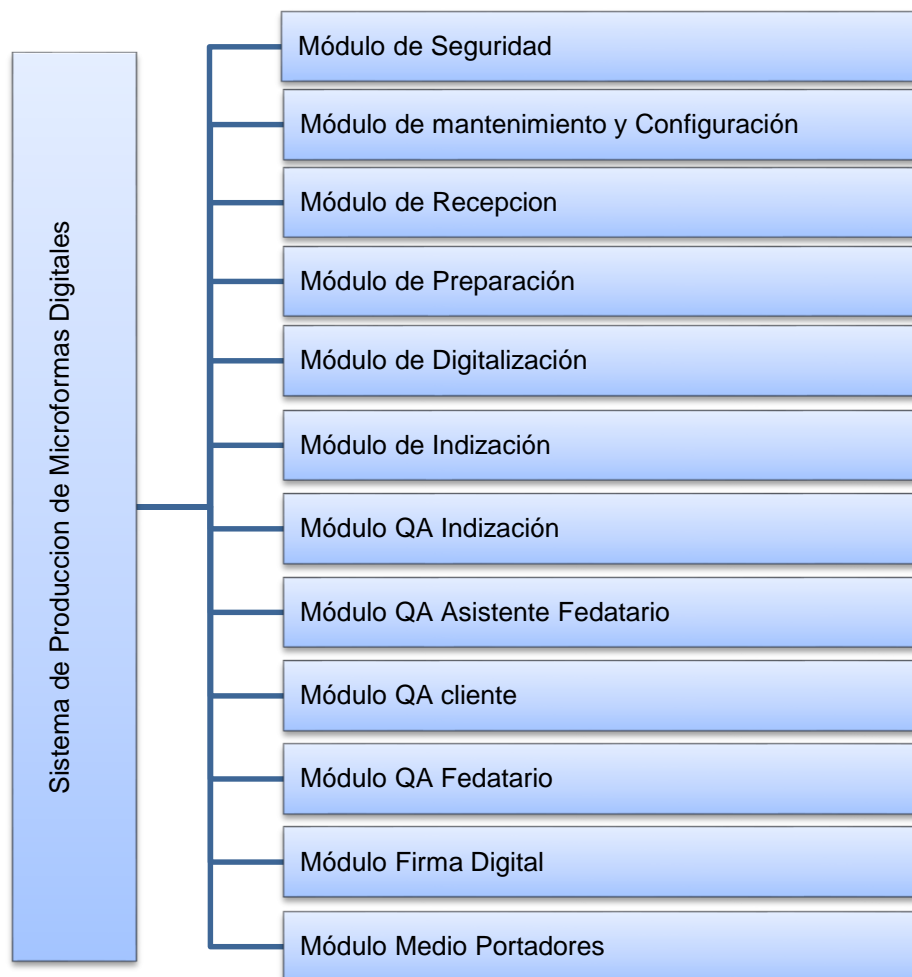 Sistema de Produccion de Microformas Digitales
Módulo de Seguridad
Módulo de mantenimiento y Configuración
Módulo de Recepcion
Módulo de Preparación
Módulo de Digitalización
Módulo de Indización
Módulo QA Indización
Módulo QA Asistente Fedatario
Módulo QA cliente
Módulo QA Fedatario
Módulo Firma Digital
Módulo Medio Portadores